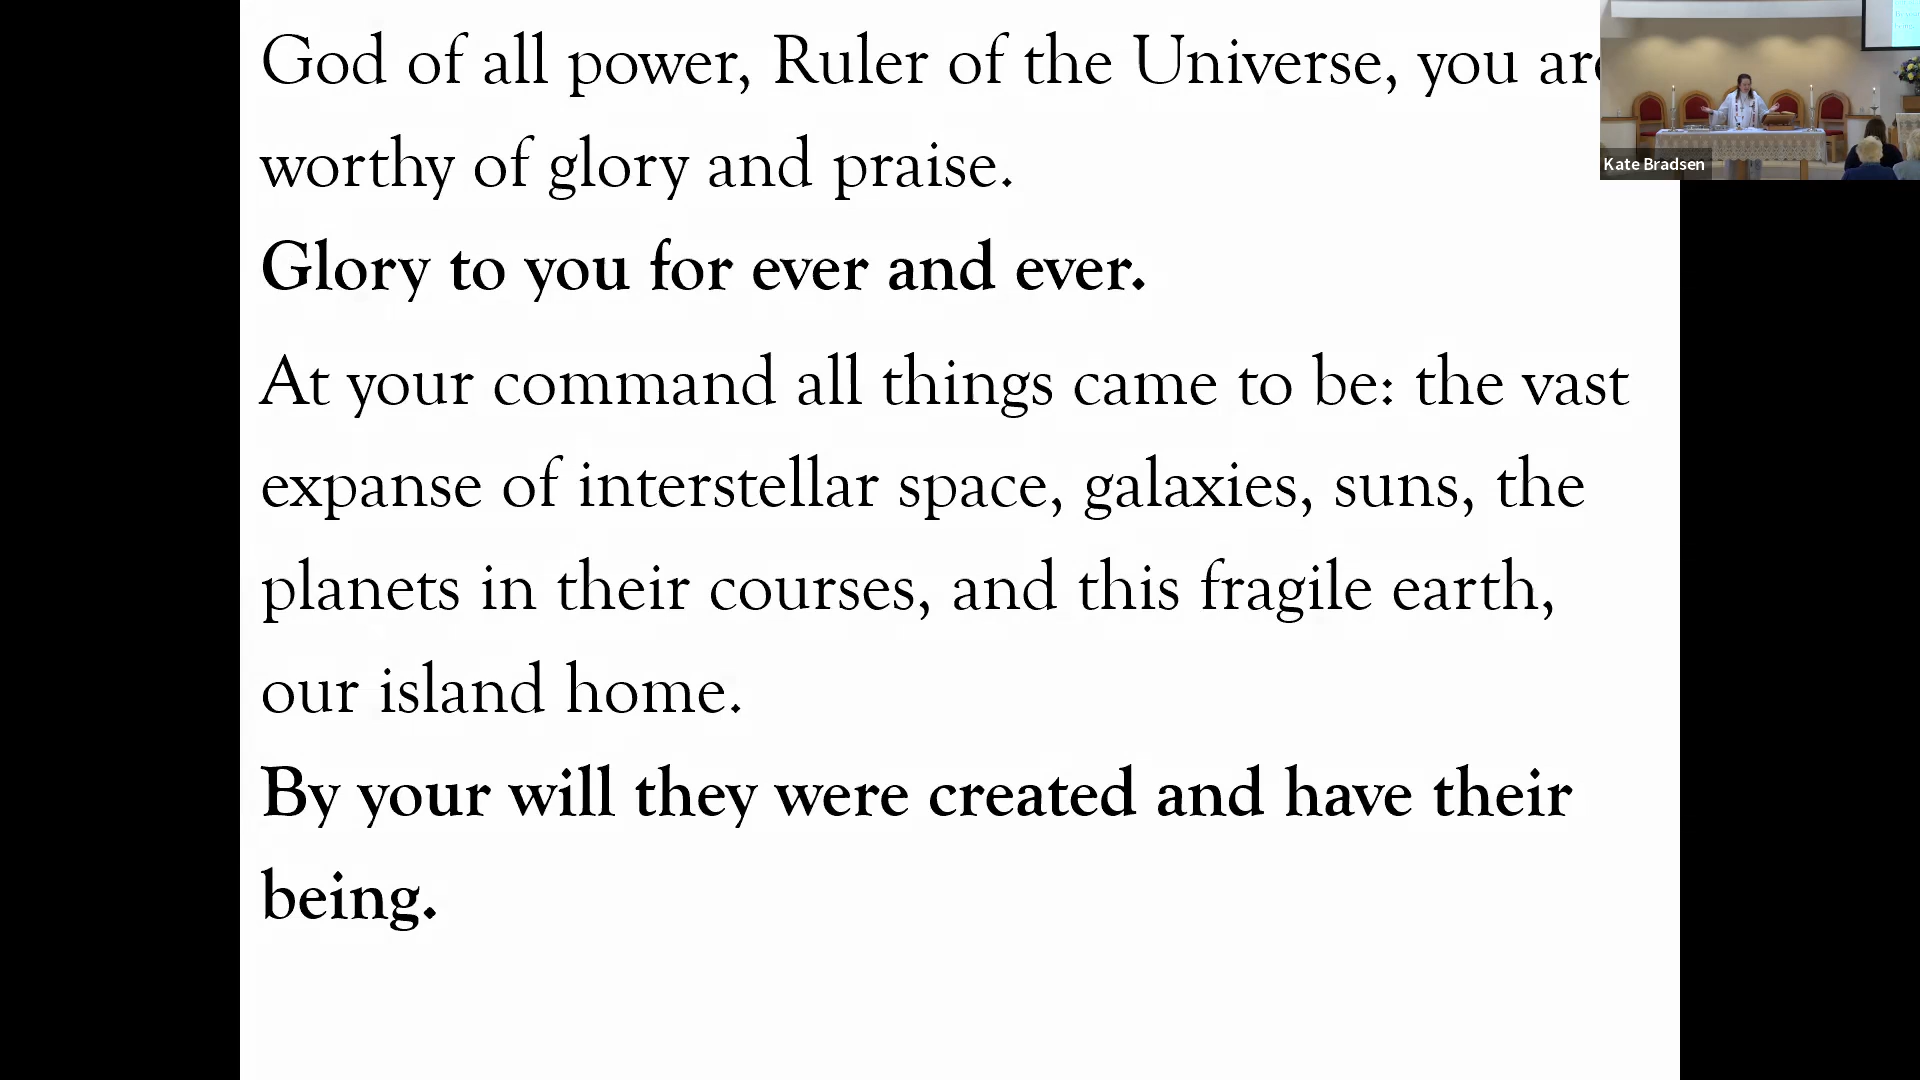 God of all power, Ruler of the Universe, you are
worthy of glory and praise.
Glory to you for ever and ever.
At your command all things came to be: the vast
expanse of interstellar space, galaxies, suns, the
planets in their courses, and this fragile earth,
our island home.
By your will they were created and have their
being.
Kate Bradsen